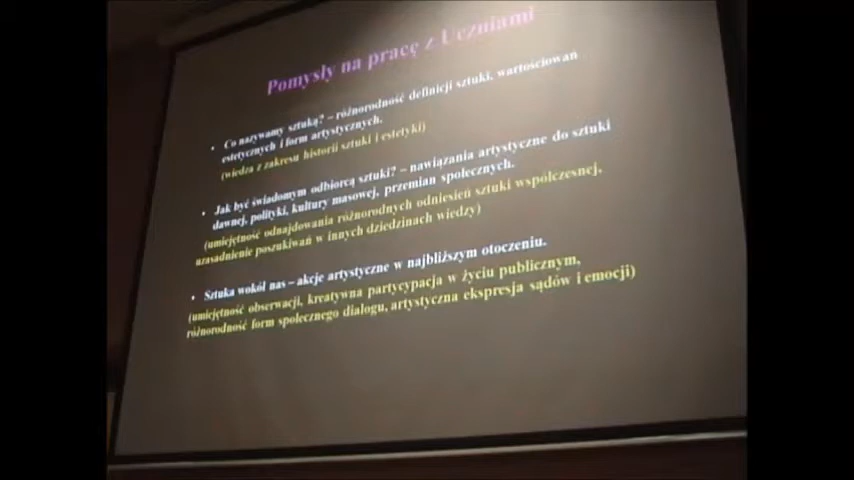 Pomysły na pracę z Uczniami
• Co nazywamy sztuką? – różnorodność definicji sztuki, wartościowań
estetycznych i form artystycznych.
(wiedza z zakresu historii sztuki i estetyki)
• Jak być świadomym odbiorcą sztuki? – nawiązania artystyczne do sztuki
dawnej, polityki, kultury masowej, przemian społecznych.
(umiejętność odnajdowania różnorodnych odniesień sztuki współczesnej,
uzasadnienie poszukiwań w innych dziedzinach wiedzy)
• Sztuka wokół nas – akcje artystyczne w najbliższym otoczeniu.
(umiejętność obserwacji, kreatywna partycypacja w życiu publicznym,
różnorodność form społecznego dialogu, artystyczna ekspresja sądów i emocji)